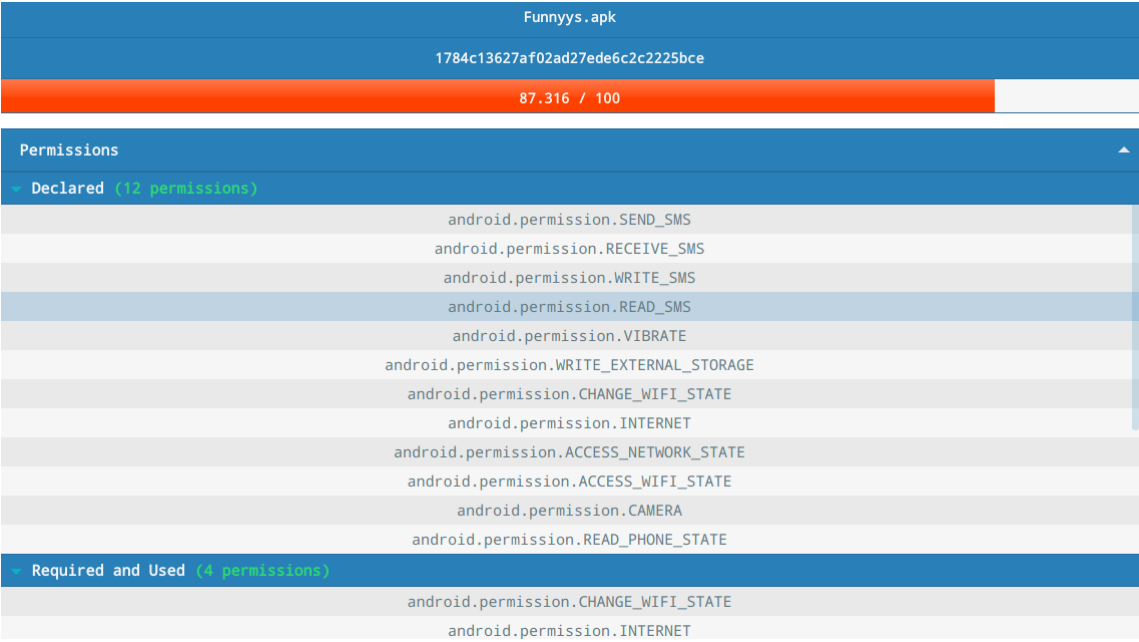 Funnyys.apk
1784c13627af02ad27ede6c2c2225bce
87.316 / 100
Permissions
Declared (12 permissions)
android.permission.SEND_SMS
android.permission.RECEIVE_SMS
android.permission.WRITE_SMS
android.permission.READ_SMS
android.permission.VIBRATE
android.permission.WRITE_EXTERNAL_STORAGE
android.permission.CHANGE_WIFI_STATE
android.permission.INTERNET
android.permission.ACCESS_NETWORK_STATE
android.permission.ACCESS_WIFI_STATE
android.permission.CAMERA
android.permission.READ_PHONE_STATE
Required and Used (4 permissions)
android.permission.CHANGE_WIFI_STATE
android.permission.INTERNET